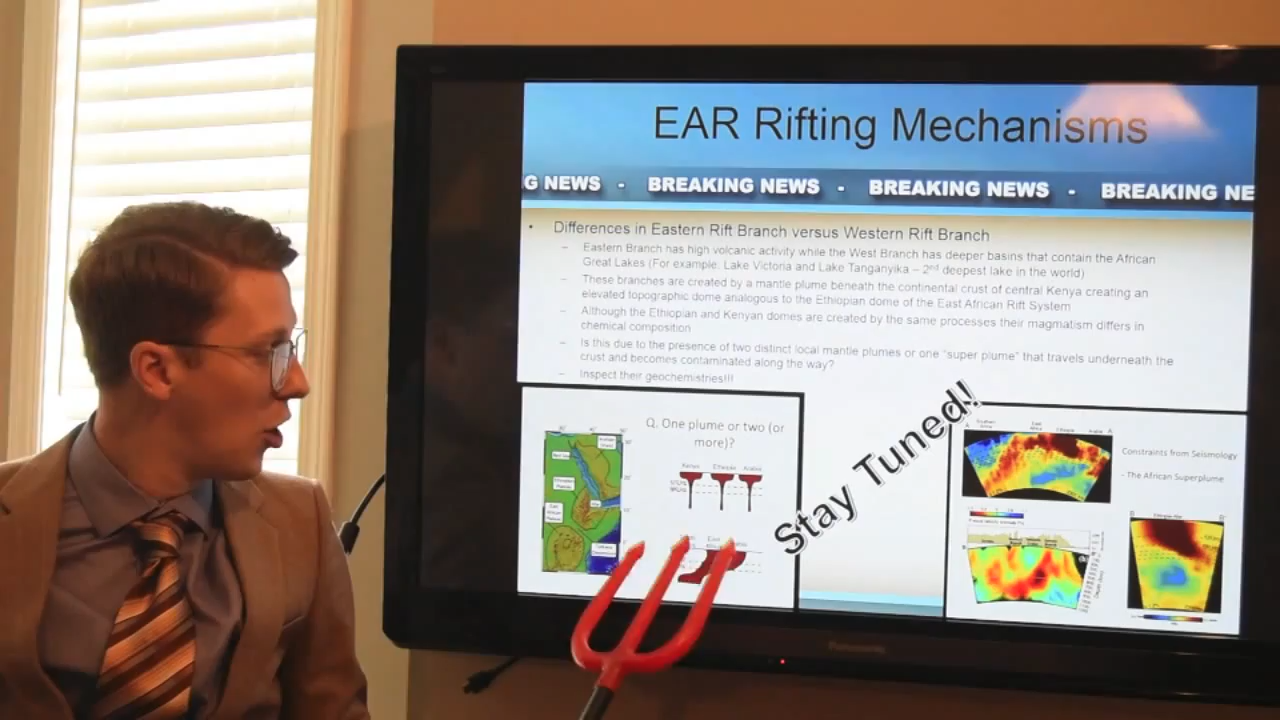 EAR Rifting Mechanisms
G NEWS - BREAKING NEWS - BREAKING NEWS - BREAKING NE
• Differences in Eastern Rift Branch versus Western Rift Branch
– Eastern Branch has high volcanic activity while the West Branch has deeper basins that contain the African
Great Lakes (For example: Lake Victoria and Lake Tanganyika – 2nd deepest lake in the world)
– These branches are created by a mantle plume beneath the continental crust of central Kenya creating an
elevated topographic dome analogous to the Ethiopian dome of the East African Rift System
– Although the Ethiopian and Kenyan domes are created by the same processes their magmatism differs in
chemical composition
– Is this due to the presence of two distinct local mantle plumes or one "super plume" that travels underneath the
crust and becomes contaminated along the way?
– Inspect their geochemistries!!!
Q. One plume or two (or
more)?
Kenya Ethiopian Arabia
Stay Tuned!
Constraints from Seismology
- The African Superplume
Panasonic